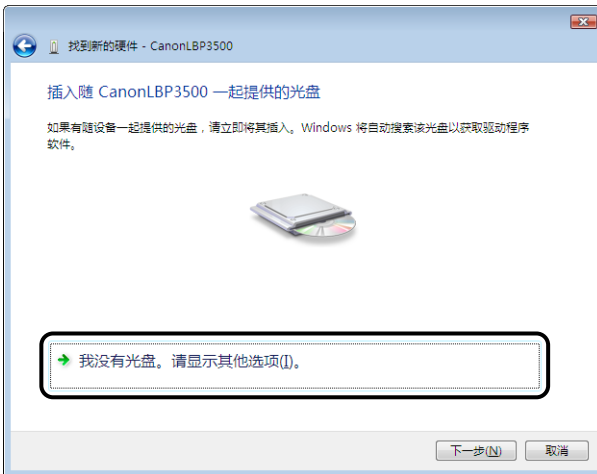 找到新的硬件 - CanonLBP3500
插入随 CanonLBP3500 一起提供的光盘
如果有随设备一起提供的光盘，请立即将其插入。Windows 将自动搜索该光盘以获取驱动程序
软件。
我没有光盘。请显示其他选项(I)。
下一步(N) 取消